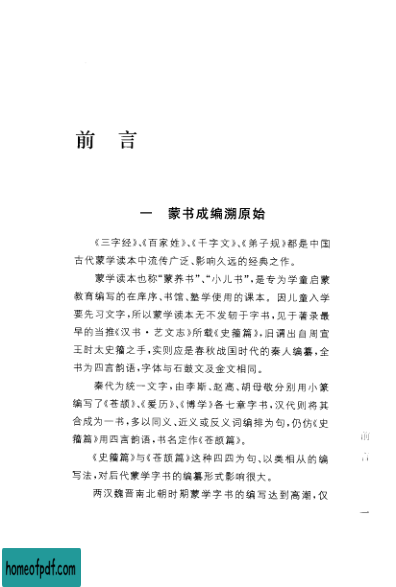 前言
一 蒙书成编溯原始
《三字经》、《百家姓》、《千字文》、《弟子规》都是中国
古代蒙学读本中流传广泛、影响久远的经典之作。
蒙学读本也称“蒙养书”、“小儿书”，是专为学童启蒙
教育编写的在庠序、书馆、塾学使用的课本。因儿童入学
要先习文字，所以蒙学读本无不发轫于字书，见于著录最
早的当推《汉书·艺文志》所载《史籀篇》，旧谓出自周宣
王时太史籀之手，实则应是春秋战国时代的秦人编纂，全
书为四言韵语，字体与石鼓文及金文相同。
秦代为统一文字，由李斯、赵高、胡母敬分别用小篆
编写了《苍颉》、《爰历》、《博学》各七章字书，汉代则将其
合成为一书，多以同义、近义或反义词编排为句，仍仿《史
籀篇》用四言韵语，书名定作《苍颉篇》。
《史籀篇》与《苍颉篇》这种四四为句、以类相从的编
写法，对后代蒙学字书的编纂形式影响很大。
两汉魏晋南北朝时期蒙学字书的编写达到高潮，仅
前言
一
homeofpdf.com